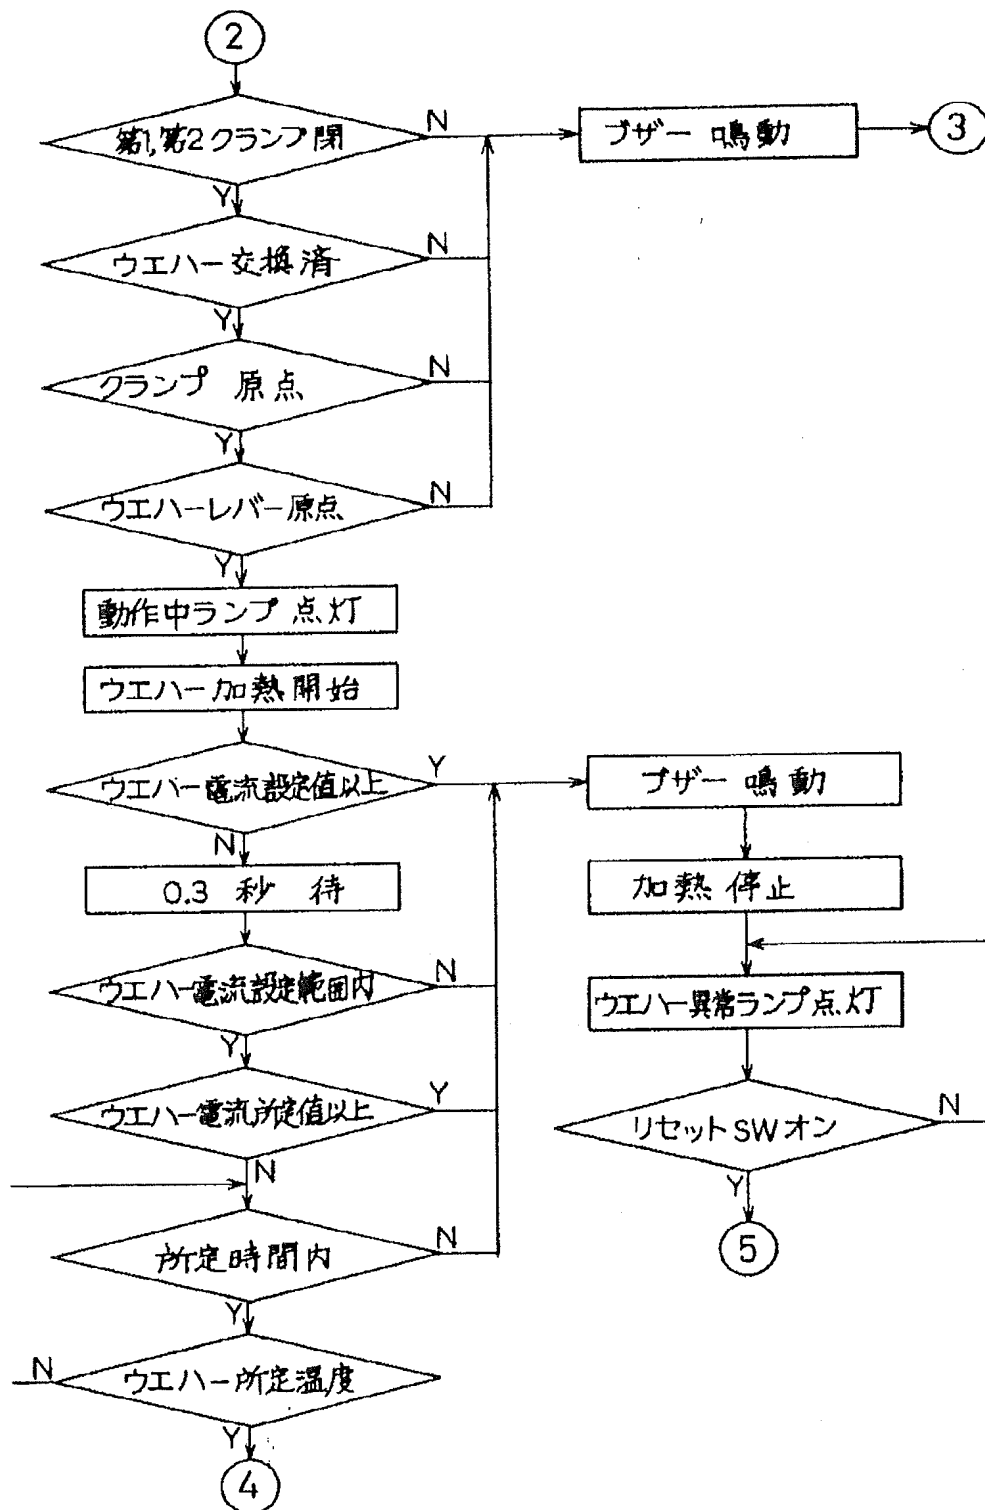 2
第1,第2クランプ閉
N
ブザー 鳴動
3
Y
ウエハー交換済
N
Y
クランプ 原点
N
Y
ウエハーレバー原点
N
Y
動作中ランプ点灯
ウエハー加熱開始
ウエハー電流設定値以上
Y
ブザー 鳴動
N
0.3 秒 待
加熱停止
ウエハー電流設定範囲内
N
ウエハー異常ランプ点灯
Y
ウエハー電流所定値以上
Y
リセットSWオン
N
N
Y
所定時間内
N
5
Y
N
ウエハー所定温度
Y
4